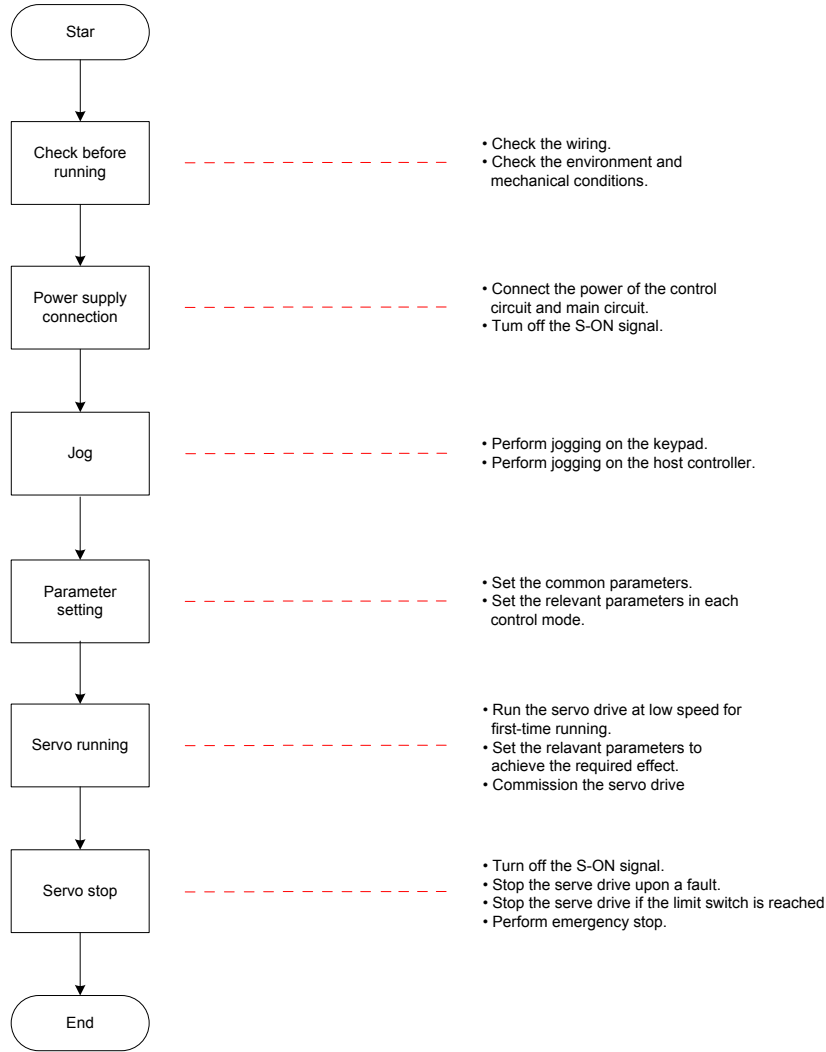 Star
Check before
running
• Check the wiring.
• Check the environment and
mechanical conditions.
Power supply
connection
• Connect the power of the control
circuit and main circuit.
• Tum off the S-ON signal.
Jog
• Perform jogging on the keypad.
• Perform jogging on the host controller.
Parameter
setting
• Set the common parameters.
• Set the relevant parameters in each
control mode.
Servo running
• Run the servo drive at low speed for
first-time running.
• Set the relavant parameters to
achieve the required effect.
• Commission the servo drive
Servo stop
• Turn off the S-ON signal.
• Stop the serve drive upon a fault.
• Stop the serve drive if the limit switch is reached
• Perform emergency stop.
End